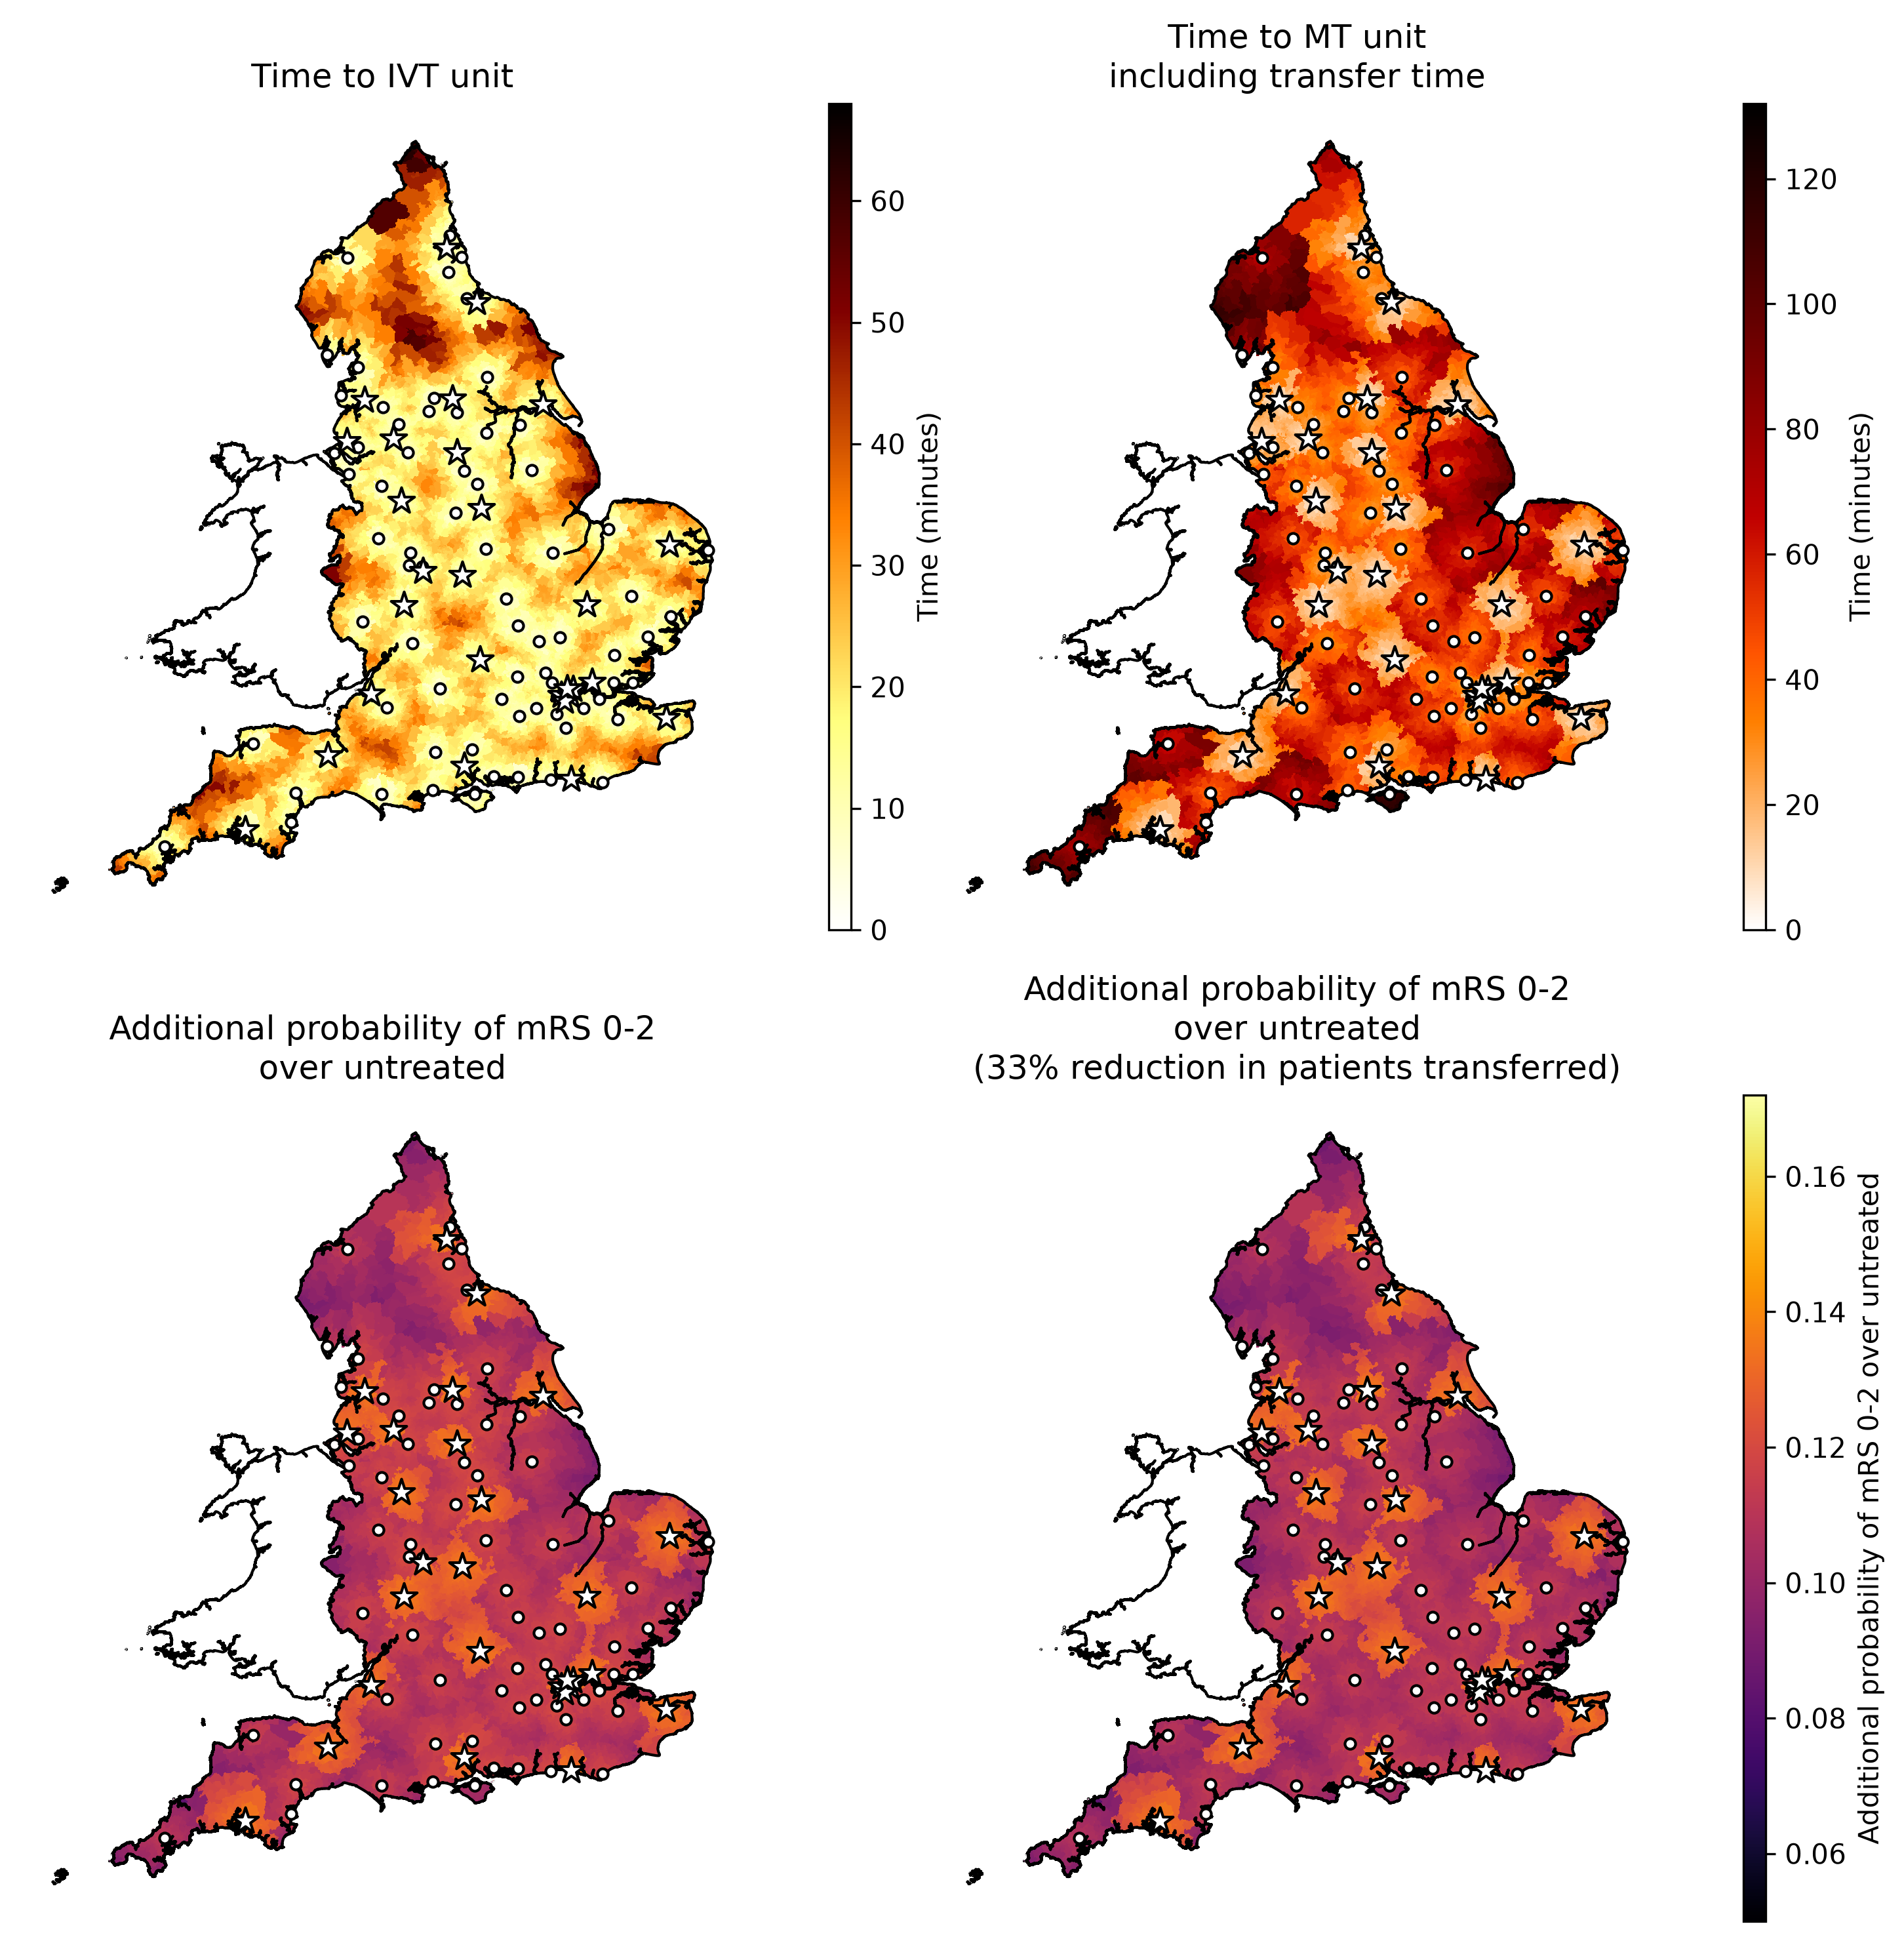 Time to IVT unit
60
50
40
30
20
10
0
Time (minutes)
Time to MT unit
including transfer time
120
100
80
60
40
20
0
Time (minutes)
Additional probability of mRS 0-2
over untreated
Additional probability of mRS 0-2
over untreated
(33% reduction in patients transferred)
0.16
0.14
0.12
0.10
0.08
0.06
Additional probability of mRS 0-2 over untreated